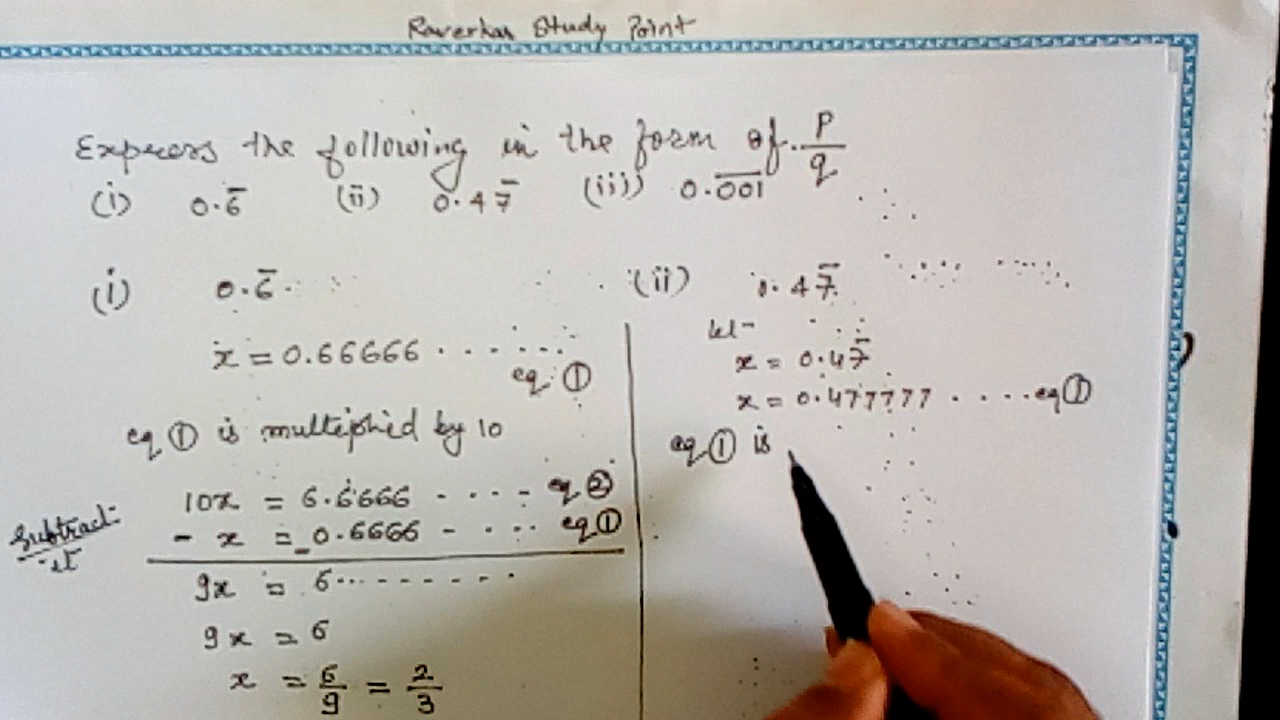 Raverkar Study Point
Express the following in the form of P/q
(i) 0.6̅ (ii) 0.47̅ (iii) 0.0̅0̅1̅
(i) 0.6̅
x = 0.66666 . . . . . .
eq ①
eq ① is multiplied by 10
10x = 6.6666 - . . . - eq ②
- x = 0.6666 - . . . . eq ①
Subtract
it
9x = 6 . . . - - - - - .
9x = 6
x = 6/9 = 2/3
(ii) 0.47̅
let
x = 0.47̅
x = 0.477777 . . . . eq ①
eq ① is